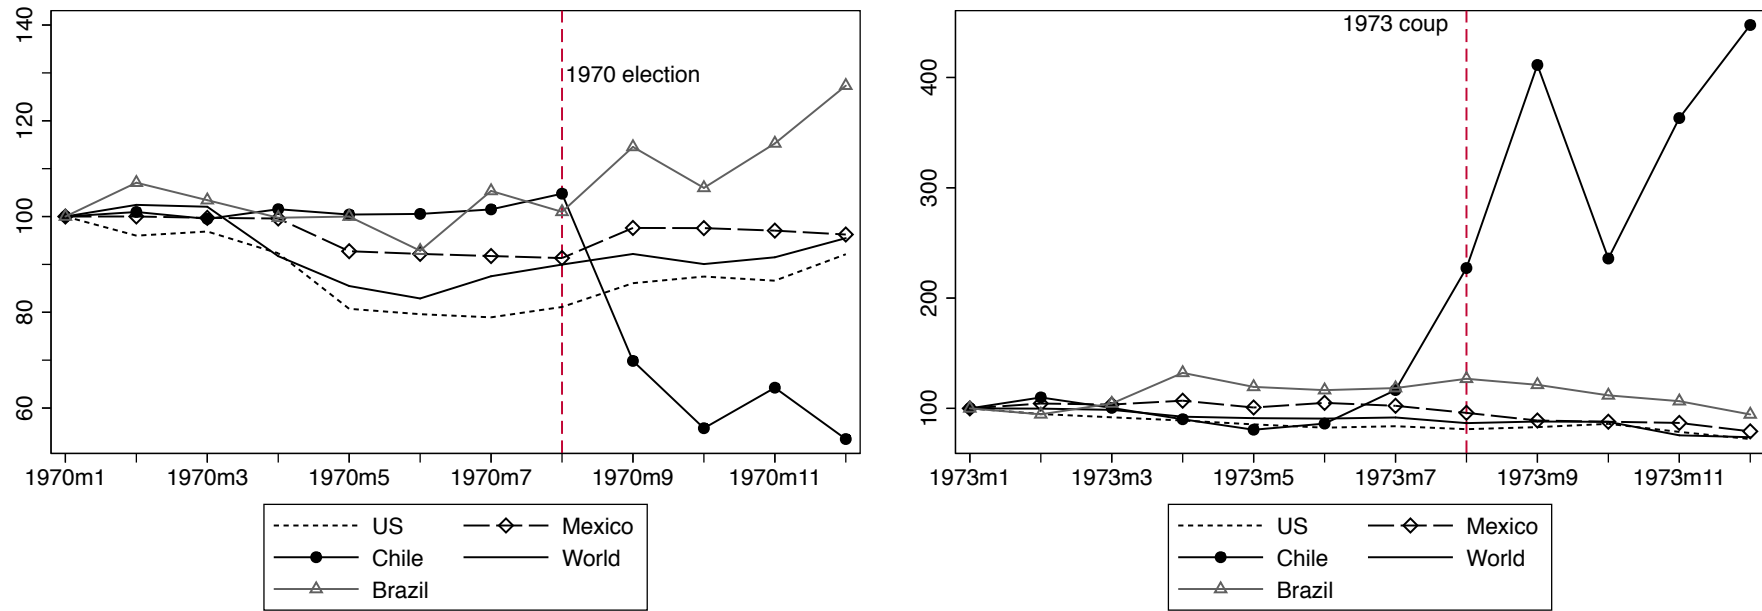 140
120
100
80
60
1970 election
1970m1 1970m3 1970m5 1970m7 1970m9 1970m11
US Mexico
Chile World
Brazil
400
300
200
100
1973 coup
1973m1 1973m3 1973m5 1973m7 1973m9 1973m11
US Mexico
Chile World
Brazil